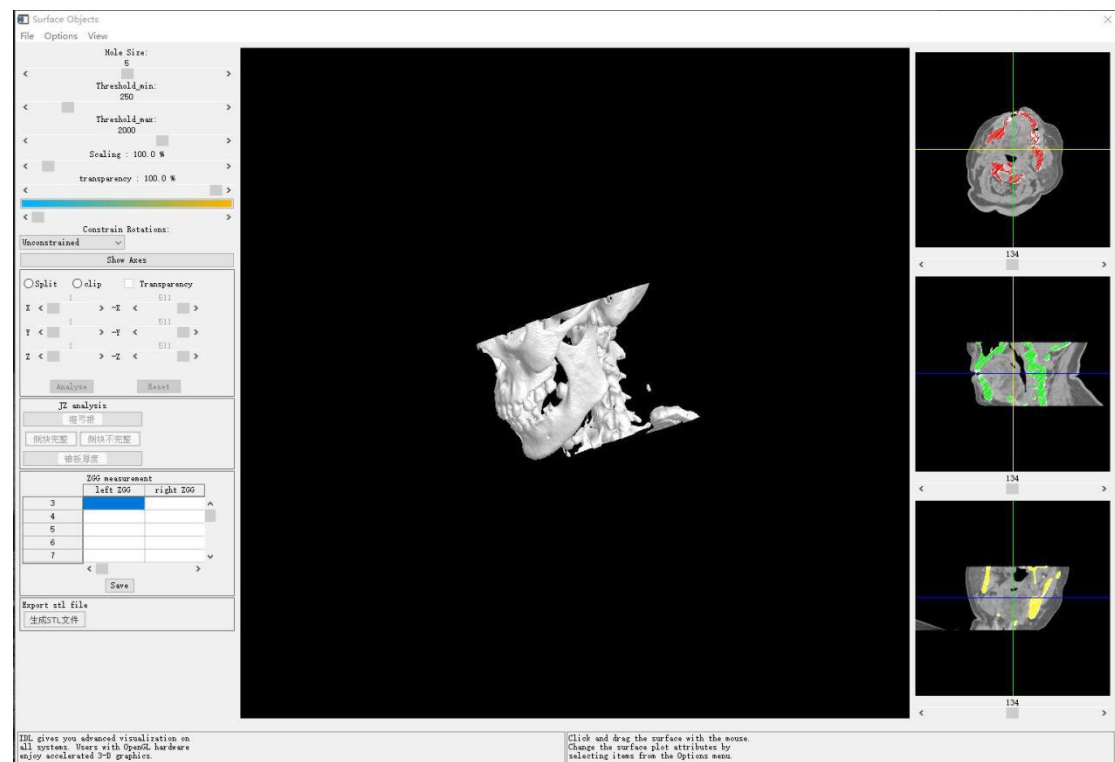 Surface Objects
File Options View
Hole Size:
5
Threshold_min:
250
Threshold_max:
2000
Scaling : 100.0 %
transparency : 100.0 %
Constrain Rotations:
Unconstrained
Show Axes
Split clip Transparency
1 511
X -X
1 511
Y -Y
1 511
Z -Z
Analyze Reset
JZ analysis
椎弓根
侧块完整 侧块不完整
锥板厚度
ZGG measurement
left ZGG right ZGG
3
4
5
6
7
Save
Export stl file
生成STL文件
134
134
134
IDL gives you advanced visualization on
all systems. Users with OpenGL hardware
enjoy accelerated 3-D graphics.
Click and drag the surface with the mouse.
Change the surface plot attributes by
selecting items from the Options menu.